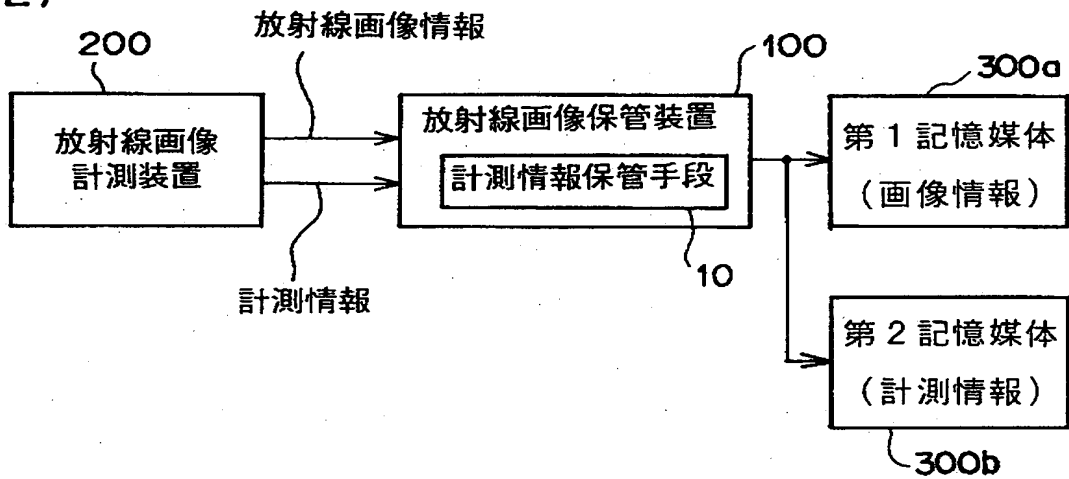 200
放射線画像情報
100
300a
放射線画像
計測装置
放射線画像保管装置
計測情報保管手段
第1記憶媒体
(画像情報)
10
計測情報
第2記憶媒体
(計測情報)
300b